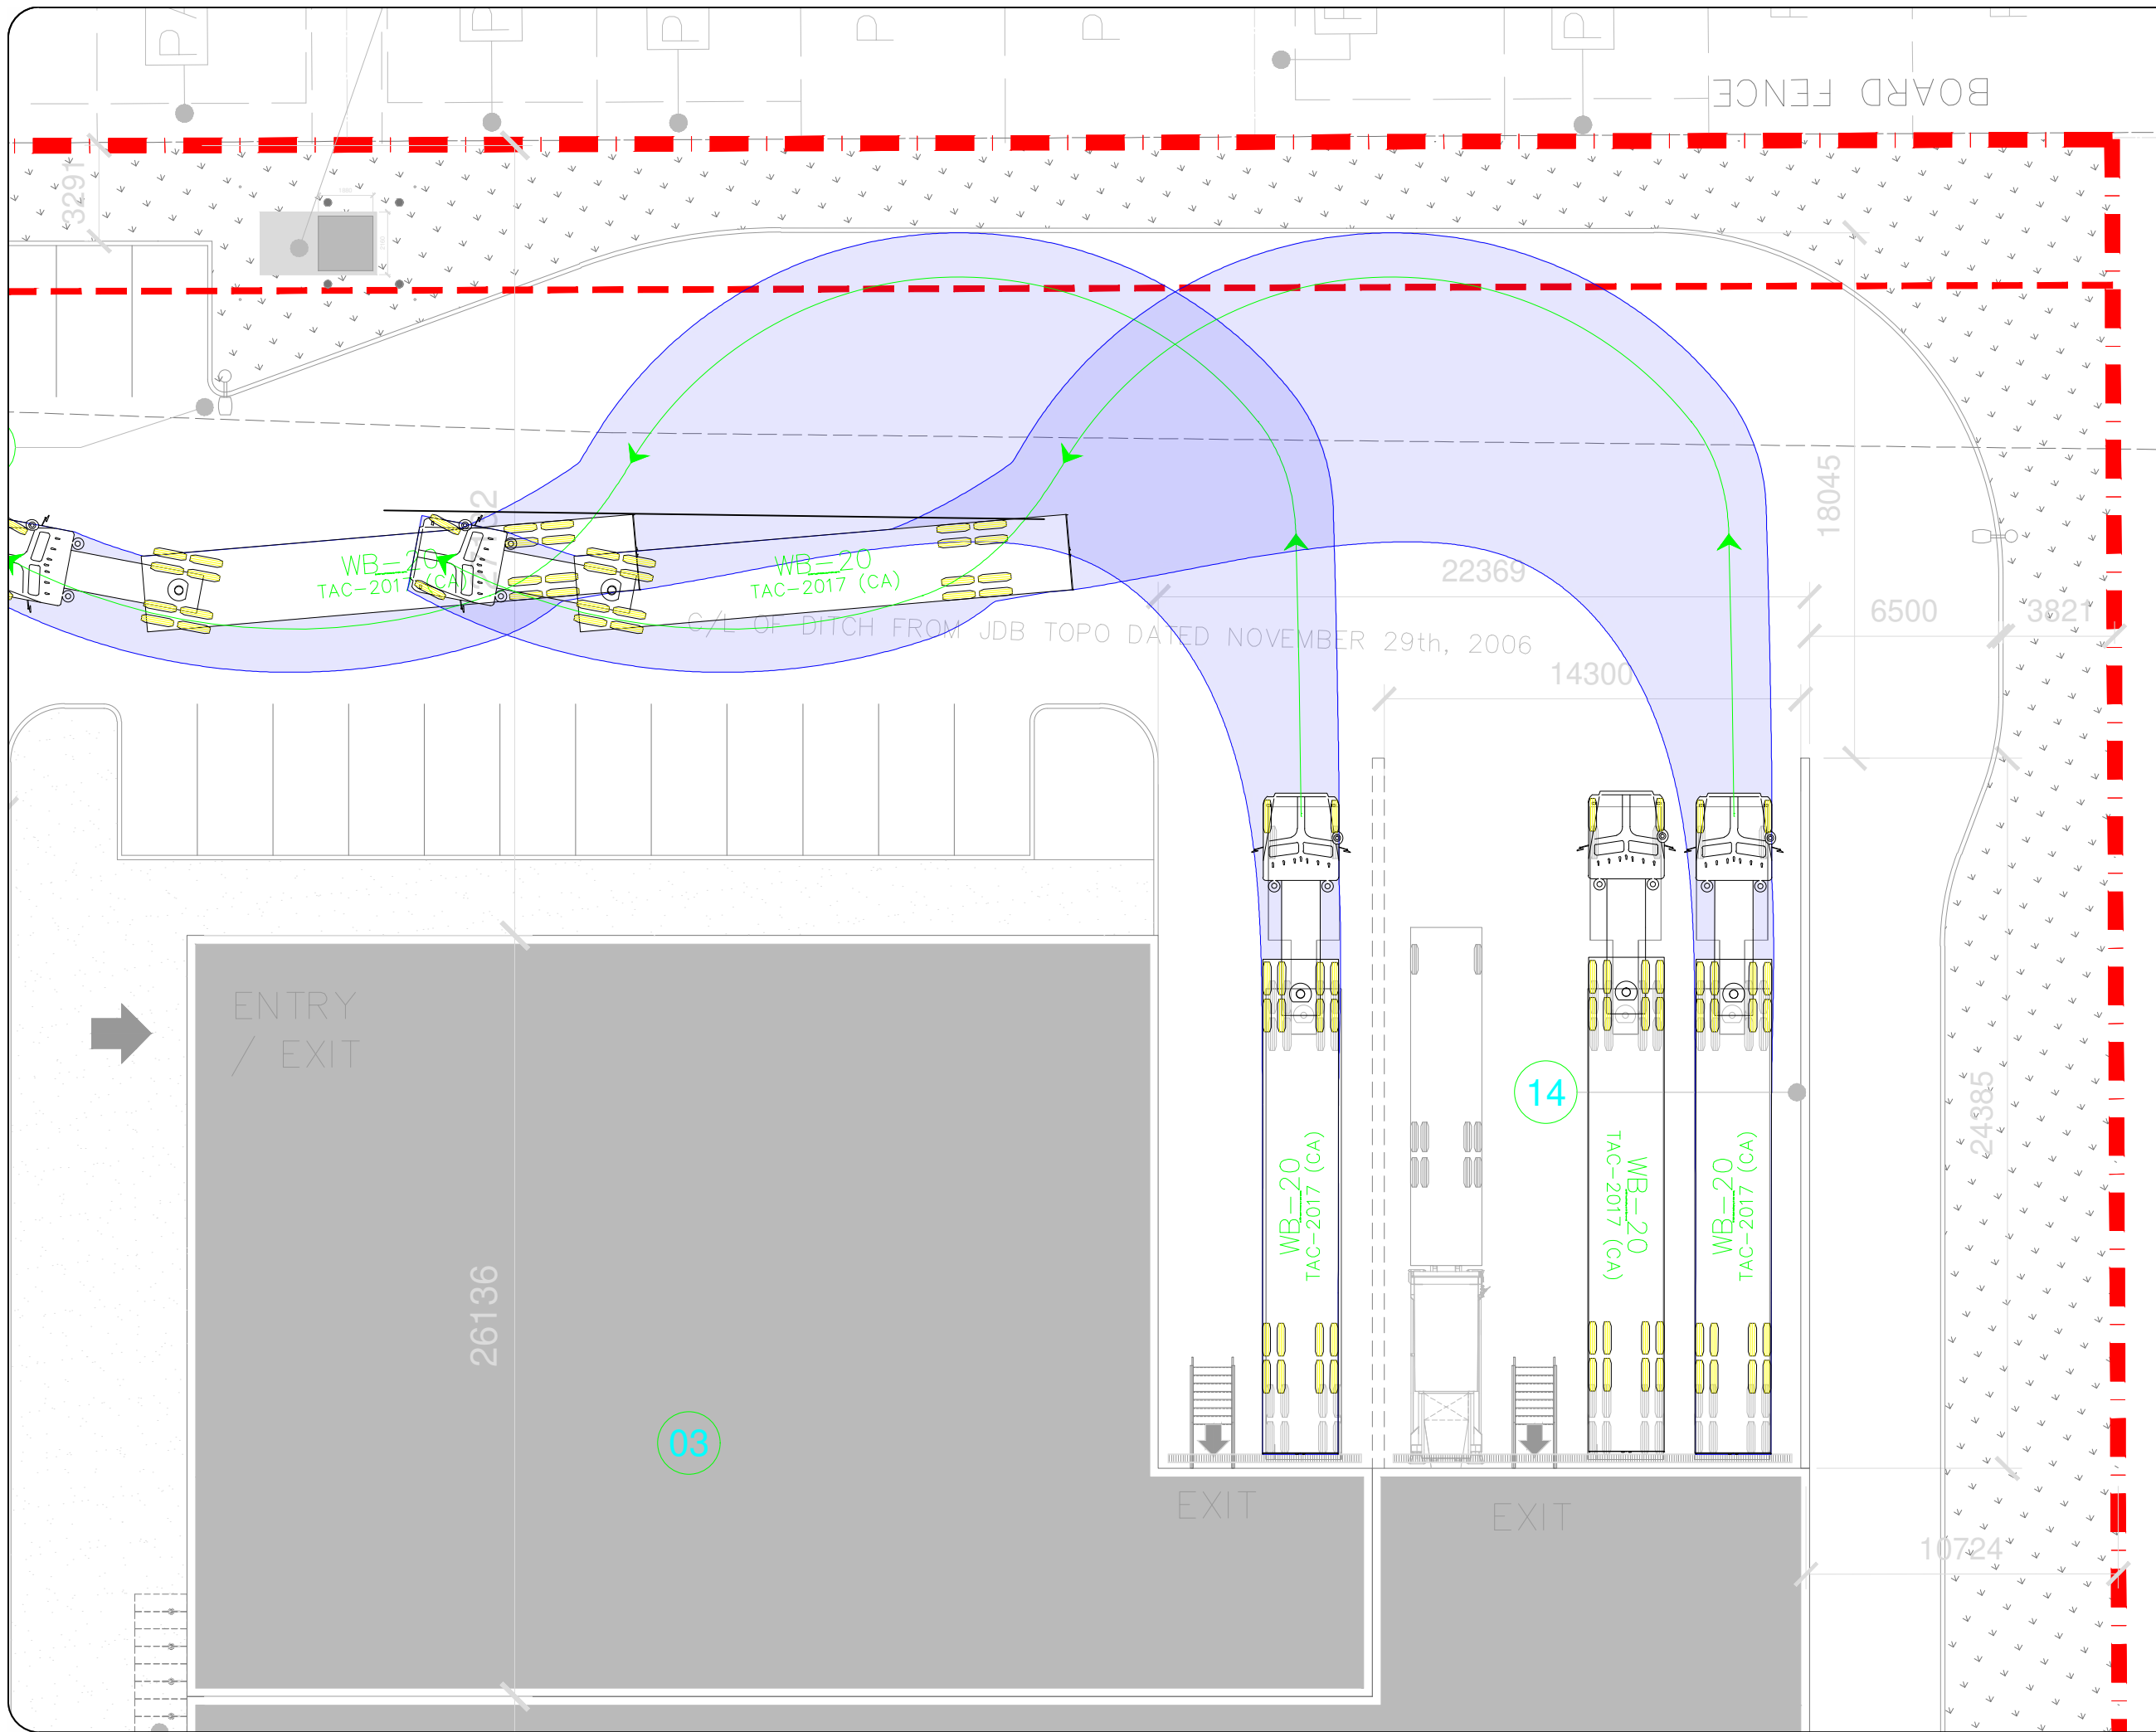 P
P
P
P
P
P
BOARD FENCE
3291
18045
WB-20
TAC-2017 (CA)
WB-20
TAC-2017 (CA)
22369
6500
3821
C/L OF DITCH FROM JDB TOPO DATED NOVEMBER 29th, 2006
14300
ENTRY
/ EXIT
14
24385
WB-20
TAC-2017 (CA)
WB-20
TAC-2017 (CA)
WB-20
TAC-2017 (CA)
26136
03
EXIT
EXIT
10724